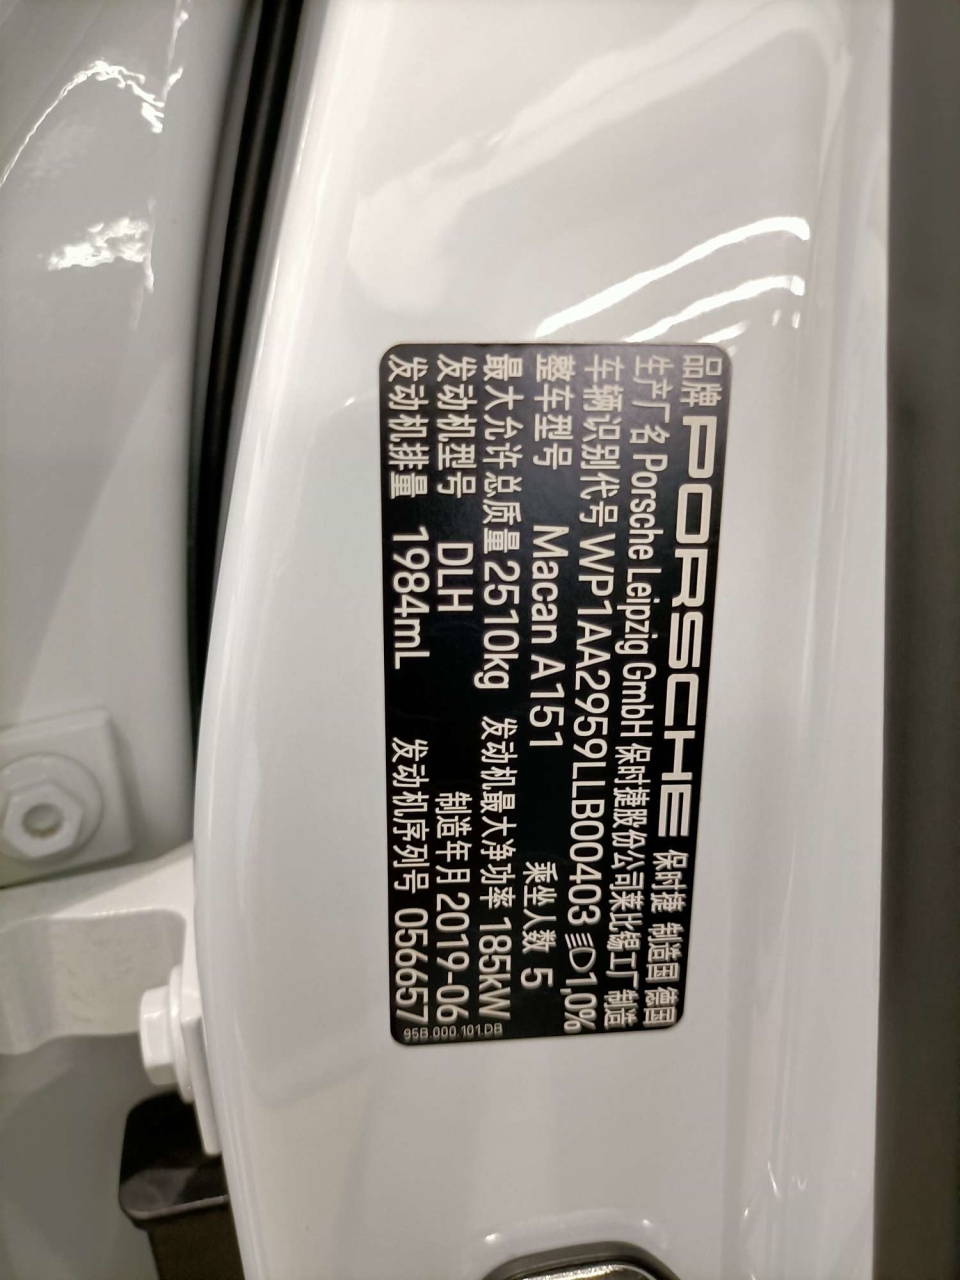 品牌 PORSCHE 保时捷 制造国 德国
生产厂名 Porsche Leipzig GmbH 保时捷股份公司莱比锡工厂 制造
车辆识别代号 WP1AA2959LLB00403 1,0%
整车型号 Macan A151 乘坐人数 5
最大允许总质量 2510kg 发动机最大净功率 185kW
发动机型号 DLH 制造年月 2019-06
发动机排量 1984mL 发动机序列号 056657
95B.000.101.DB